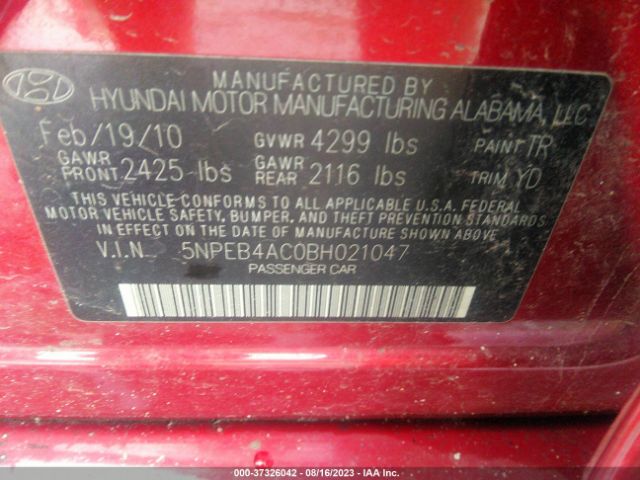 MANUFACTURED BY
HYUNDAI MOTOR MANUFACTURING ALABAMA, LLC
Feb/19/10 GVWR 4299 lbs PAINT TR
GAWR FRONT 2425 lbs GAWR REAR 2116 lbs TRIM YD
THIS VEHICLE CONFORMS TO ALL APPLICABLE U.S.A. FEDERAL
MOTOR VEHICLE SAFETY, BUMPER, AND THEFT PREVENTION STANDARDS
IN EFFECT ON THE DATE OF MANUFACTURE SHOWN ABOVE
V.I.N. 5NPEB4AC0BH021047
PASSENGER CAR
000-37326042 - 08/16/2023 - IAA Inc.